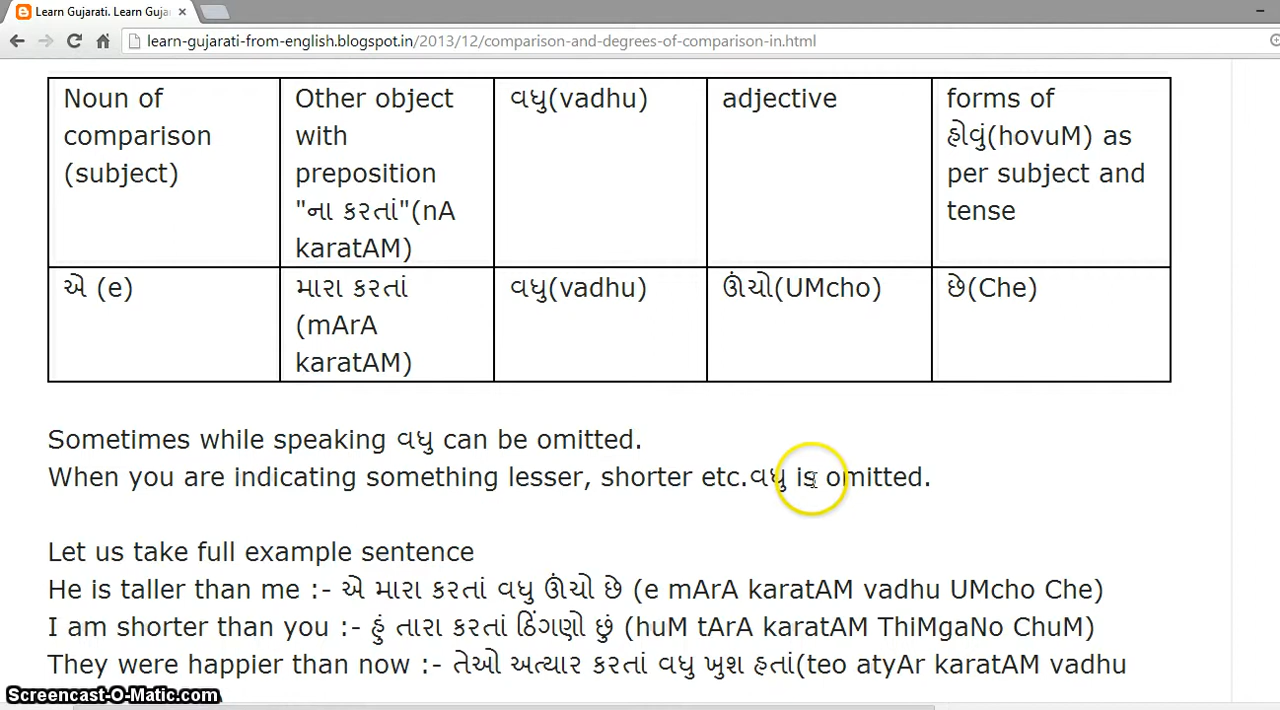 Learn Gujarati. Learn Guja
learn-gujarati-from-english.blogspot.in/2013/12/comparison-and-degrees-of-comparison-in.html
Noun of
comparison
(subject)
Other object
with
preposition
"ના કરતાં"(nA
karatAM)
વધુ(vadhu)
adjective
forms of
હોવું(hovuM) as
per subject and
tense
એ (e)
મારા કરતાં
(mArA
karatAM)
વધુ(vadhu)
ઊંચો(UMcho)
છે(Che)
Sometimes while speaking વધુ can be omitted.
When you are indicating something lesser, shorter etc.વધુ is omitted.
Let us take full example sentence
He is taller than me :- એ મારા કરતાં વધુ ઊંચો છે (e mArA karatAM vadhu UMcho Che)
I am shorter than you :- હું તારા કરતાં ઠિંગણો છું (huM tArA karatAM ThiMgaNo ChuM)
They were happier than now :- તેઓ અત્યાર કરતાં વધુ ખુશ હતાં(teo atyAr karatAM vadhu
Screencast-O-Matic.com